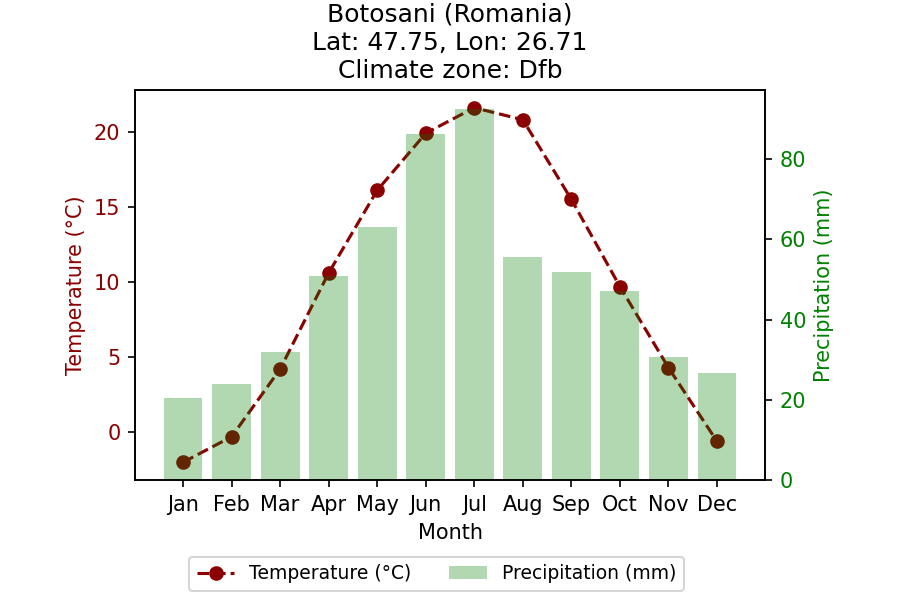 Botosani (Romania)
Lat: 47.75, Lon: 26.71
Climate zone: Dfb
Temperature (°C)
20
15
10
5
0
80
60
40
20
0
Precipitation (mm)
Jan Feb Mar Apr May Jun Jul Aug Sep Oct Nov Dec
Month
Temperature (°C) Precipitation (mm)